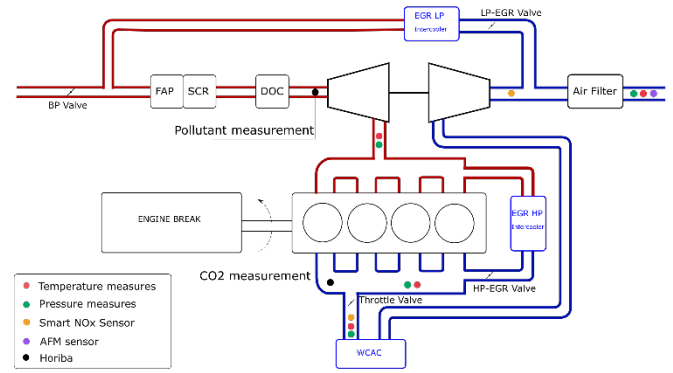 EGR LP
Intercooler
LP-EGR Valve
FAP
SCR
DOC
Air Filter
BP Valve
Pollutant measurement
ENGINE BREAK
EGR HP
Intercooler
CO2 measurement
HP-EGR Valve
Throttle Valve
Temperature measures
Pressure measures
Smart NOx Sensor
AFM sensor
Horiba
WCAC